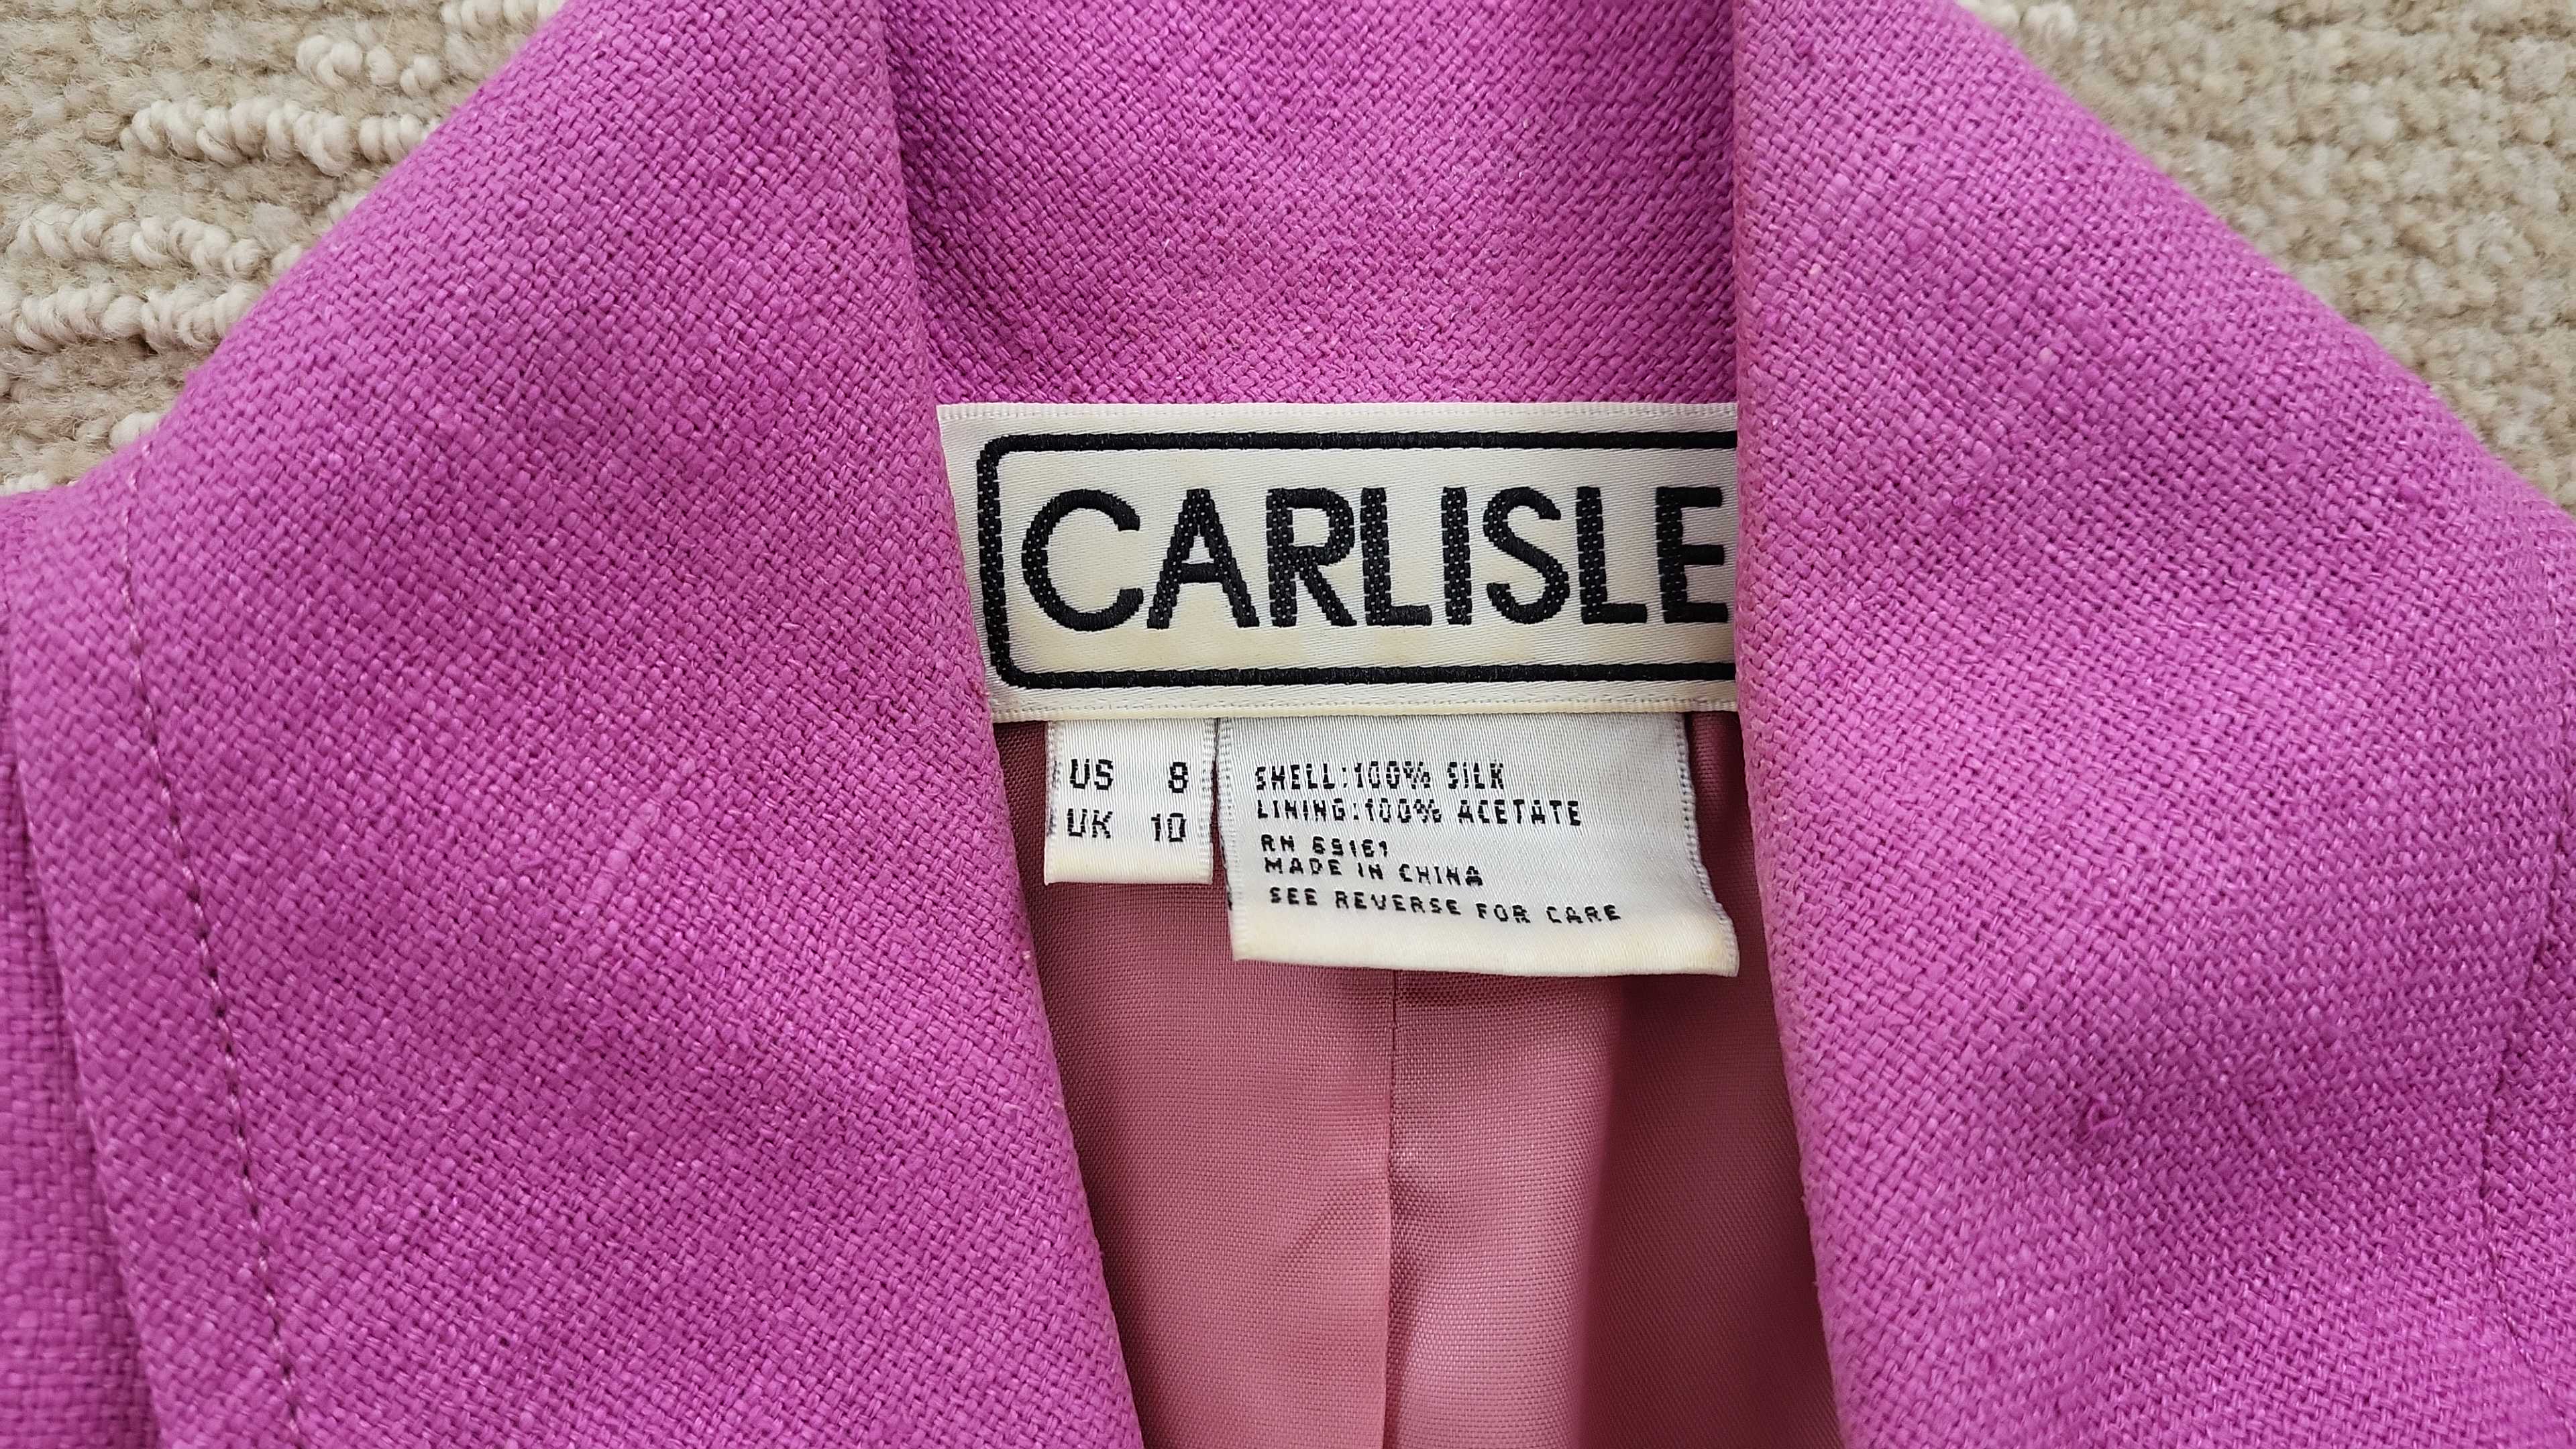 CARLISLE
US 8
UK 10
SHELL:100% SILK
LINING:100% ACETATE
RN
MADE IN CHINA
SEE REVERSE FOR CARE